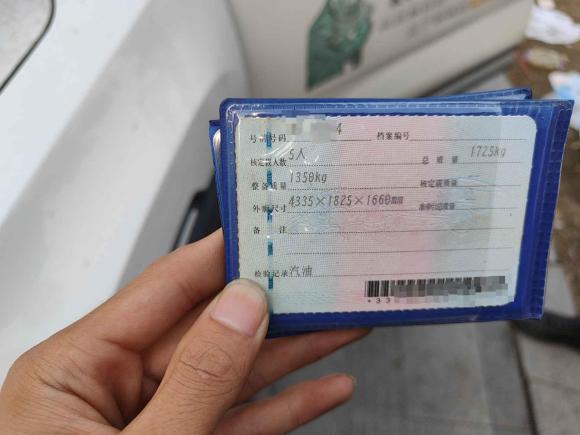 号牌号码 4 档案编号
核定载人数 5人 总质量 1725kg
整备质量 1350kg 核定载质量
外廓尺寸 4335×1825×1660mm 准牵引总质量
备注
检验记录 汽油
*33